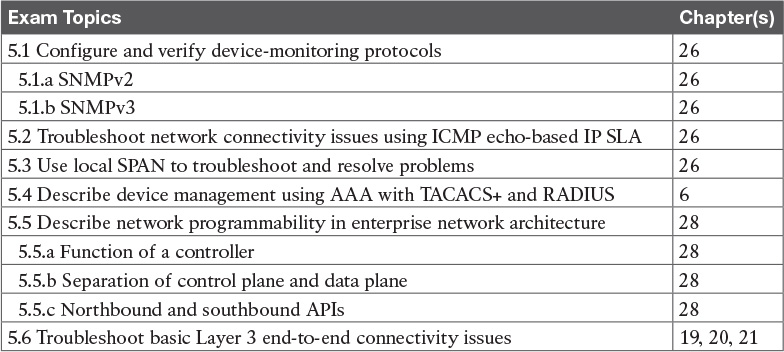 Exam Topics Chapter(s)
5.1 Configure and verify device-monitoring protocols 26
5.1.a SNMPv2 26
5.1.b SNMPv3 26
5.2 Troubleshoot network connectivity issues using ICMP echo-based IP SLA 26
5.3 Use local SPAN to troubleshoot and resolve problems 26
5.4 Describe device management using AAA with TACACS+ and RADIUS 6
5.5 Describe network programmability in enterprise network architecture 28
5.5.a Function of a controller 28
5.5.b Separation of control plane and data plane 28
5.5.c Northbound and southbound APIs 28
5.6 Troubleshoot basic Layer 3 end-to-end connectivity issues 19, 20, 21